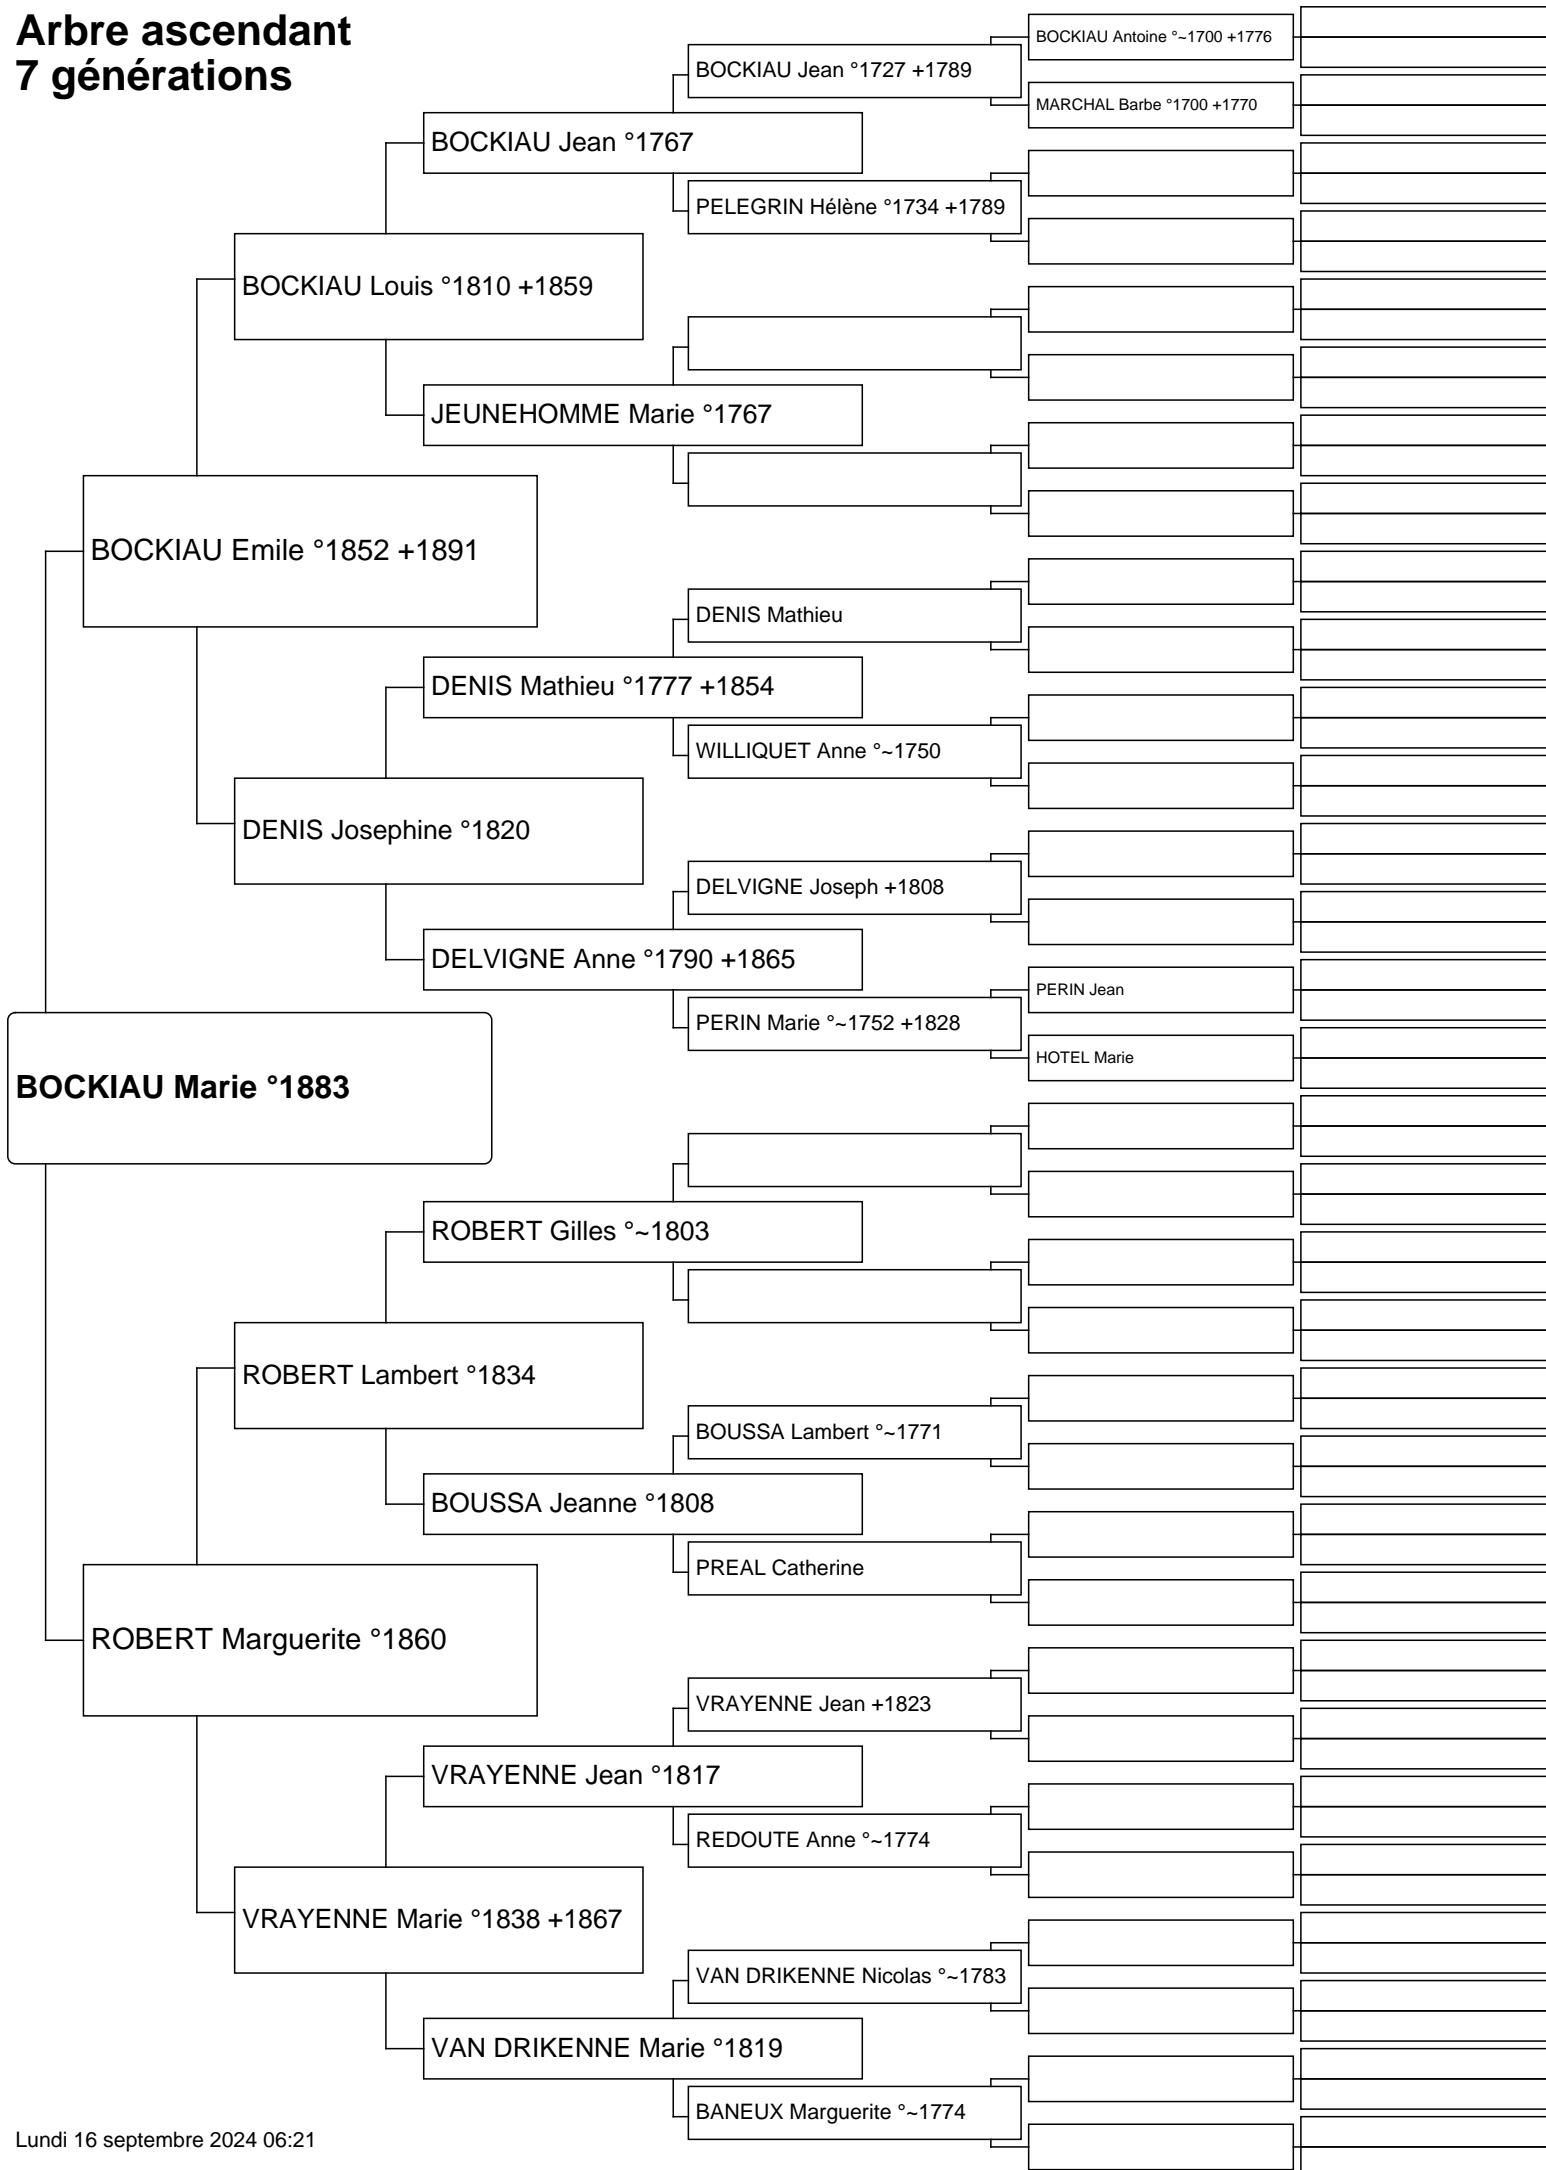 Arbre ascendant
7 générations
BOCKIAU Antoine °~1700 +1776
BOCKIAU Jean °1727 +1789
MARCHAL Barbe °1700 +1770
BOCKIAU Jean °1767
PELEGRIN Hélène °1734 +1789
BOCKIAU Louis °1810 +1859
JEUNEHOMME Marie °1767
BOCKIAU Emile °1852 +1891
DENIS Mathieu
DENIS Mathieu °1777 +1854
WILLIQUET Anne °~1750
DENIS Josephine °1820
DELVIGNE Joseph +1808
DELVIGNE Anne °1790 +1865
PERIN Jean
PERIN Marie °~1752 +1828
HOTEL Marie
BOCKIAU Marie °1883
ROBERT Gilles °~1803
ROBERT Lambert °1834
BOUSSA Lambert °~1771
BOUSSA Jeanne °1808
PREAL Catherine
ROBERT Marguerite °1860
VRAYENNE Jean +1823
VRAYENNE Jean °1817
REDOUTE Anne °~1774
VRAYENNE Marie °1838 +1867
VAN DRIKENNE Nicolas °~1783
VAN DRIKENNE Marie °1819
BANEUX Marguerite °~1774
Lundi 16 septembre 2024 06:21